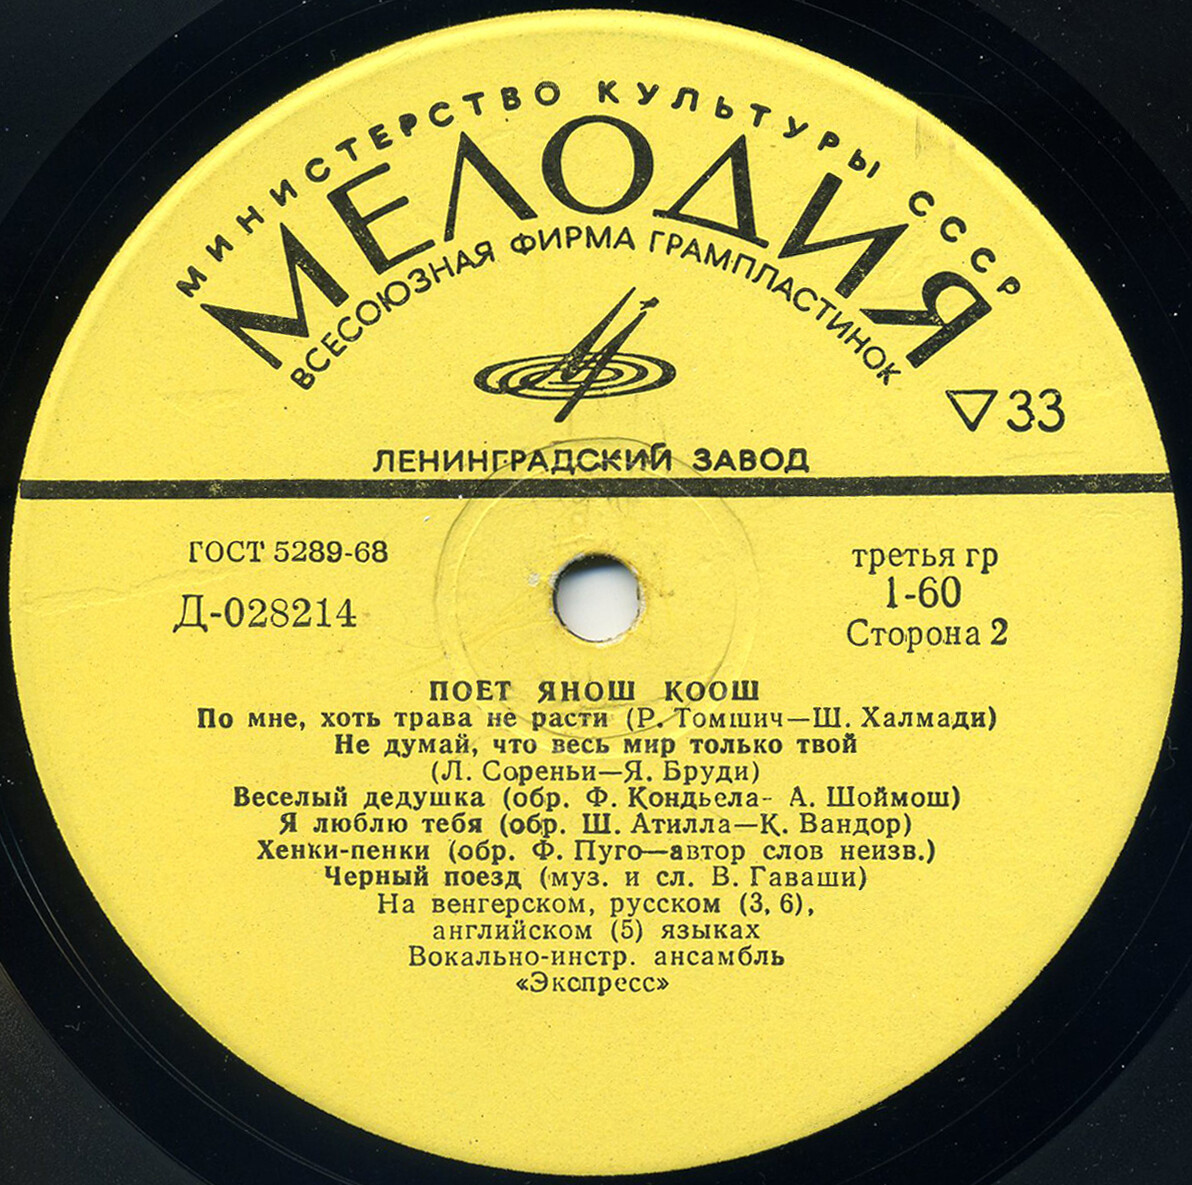 МИНИСТЕРСТВО КУЛЬТУРЫ СССР
МЕЛОДИЯ
ВСЕСОЮЗНАЯ ФИРМА ГРАМПЛАСТИНОК
▽33
ЛЕНИНГРАДСКИЙ ЗАВОД
ГОСТ 5289-68
третья гр
Д-028214
1-60
Сторона 2
ПОЕТ ЯНОШ КООШ
По мне, хоть трава не расти (Р. Томшич—Ш. Халмади)
Не думай, что весь мир только твой
(Л. Сореньи—Я. Бруди)
Веселый дедушка (обр. Ф. Кондьела- А. Шоймош)
Я люблю тебя (обр. Ш. Атилла—К. Вандор)
Хенки-пенки (обр. Ф. Пуго—автор слов неизв.)
Черный поезд (муз. и сл. В. Гаваши)
На венгерском, русском (3, 6),
английском (5) языках
Вокально-инстр. ансамбль
«Экспресс»